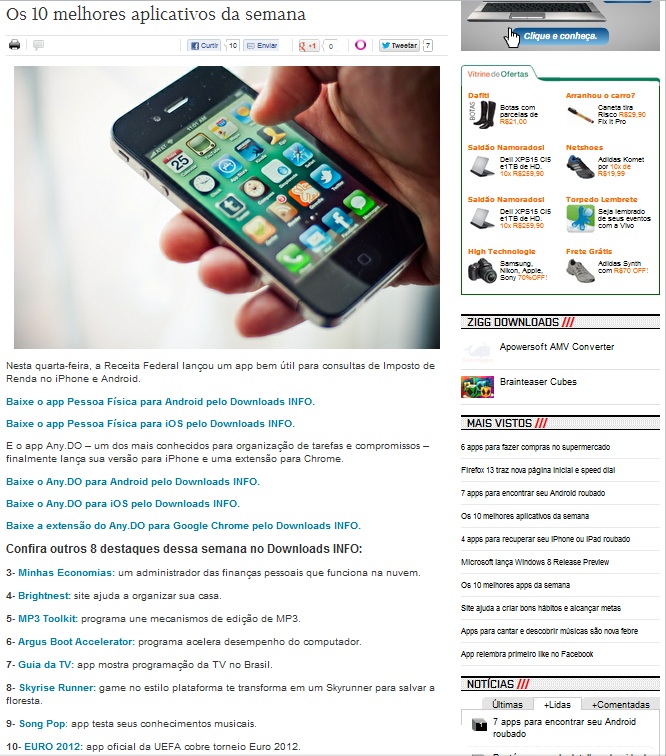 Os 10 melhores aplicativos da semana
Curtir 10 Enviar +1 0 Tweetar 7
Nesta quarta-feira, a Receita Federal lançou um app bem útil para consultas de Imposto de
Renda no iPhone e Android.
Baixe o app Pessoa Física para Android pelo Downloads INFO.
Baixe o app Pessoa Física para iOS pelo Downloads INFO.
E o app Any.DO – um dos mais conhecidos para organização de tarefas e compromissos –
finalmente lança sua versão para iPhone e uma extensão para Chrome.
Baixe o Any.DO para Android pelo Downloads INFO.
Baixe o Any.DO para iOS pelo Downloads INFO.
Baixe a extensão do Any.DO para Google Chrome pelo Downloads INFO.
Confira outros 8 destaques dessa semana no Downloads INFO:
3- Minhas Economias: um administrador das finanças pessoais que funciona na nuvem.
4- Brightnest: site ajuda a organizar sua casa.
5- MP3 Toolkit: programa une mecanismos de edição de MP3.
6- Argus Boot Accelerator: programa acelera desempenho do computador.
7- Guia da TV: app mostra programação da TV no Brasil.
8- Skyrise Runner: game no estilo plataforma te transforma em um Skyrunner para salvar a
floresta.
9- Song Pop: app testa seus conhecimentos musicais.
10- EURO 2012: app oficial da UEFA cobre torneio Euro 2012.
Clique e conheça.
Vitrine de Ofertas
Dafiti
BOTAS
Botas com
parcelas de
R$21,00
Arranhou o carro?
Caneta tira
Risco R$29,90
Fix It Pro
Saldão Namorados!
Dell XPS15 CI5
e1TB de HD.
10x R$259,90
Netshoes
Adidas Komet
por 10x de
R$19,99
Saldão Namorados!
Dell XPS15 CI5
e1TB de HD.
10x R$259,90
Torpedo Lembrete
Seja lembrado
de seus eventos
com a Vivo
High Technologie
Samsung,
Nikon, Apple,
Sony 70%OFF!
Frete Grátis
Adidas Synth
com R$70 OFF!
ZIGG DOWNLOADS ///
Apowersoft AMV Converter
Brainteaser Cubes
MAIS VISTOS ///
6 apps para fazer compras no supermercado
Firefox 13 traz nova página inicial e speed dial
7 apps para encontrar seu Android roubado
Os 10 melhores aplicativos da semana
4 apps para recuperar seu iPhone ou iPad roubado
Microsoft lança Windows 8 Release Preview
Os 10 melhores apps da semana
Site ajuda a criar bons hábitos e alcançar metas
Apps para cantar e descobrir músicas são nova febre
App relembra primeiro like no Facebook
NOTÍCIAS ///
Últimas +Lidas +Comentadas
7 apps para encontrar seu Android
roubado